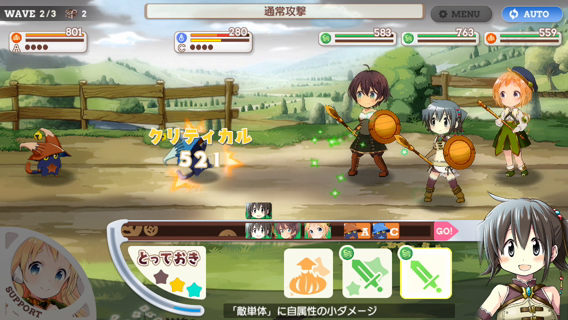 WAVE 2/3 2
通常攻撃
MENU
AUTO
801
A
280
C
583
763
559
クリティカル
521
A C GO!
とっておき
SUPPORT
「敵単体」に自属性の小ダメージ